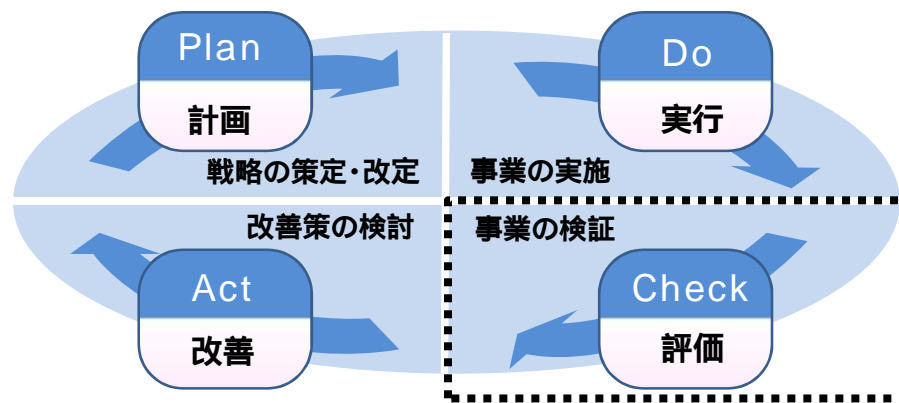 Plan
計画
戦略の策定・改定
Do
実行
事業の実施
改善策の検討
Act
改善
事業の検証
Check
評価